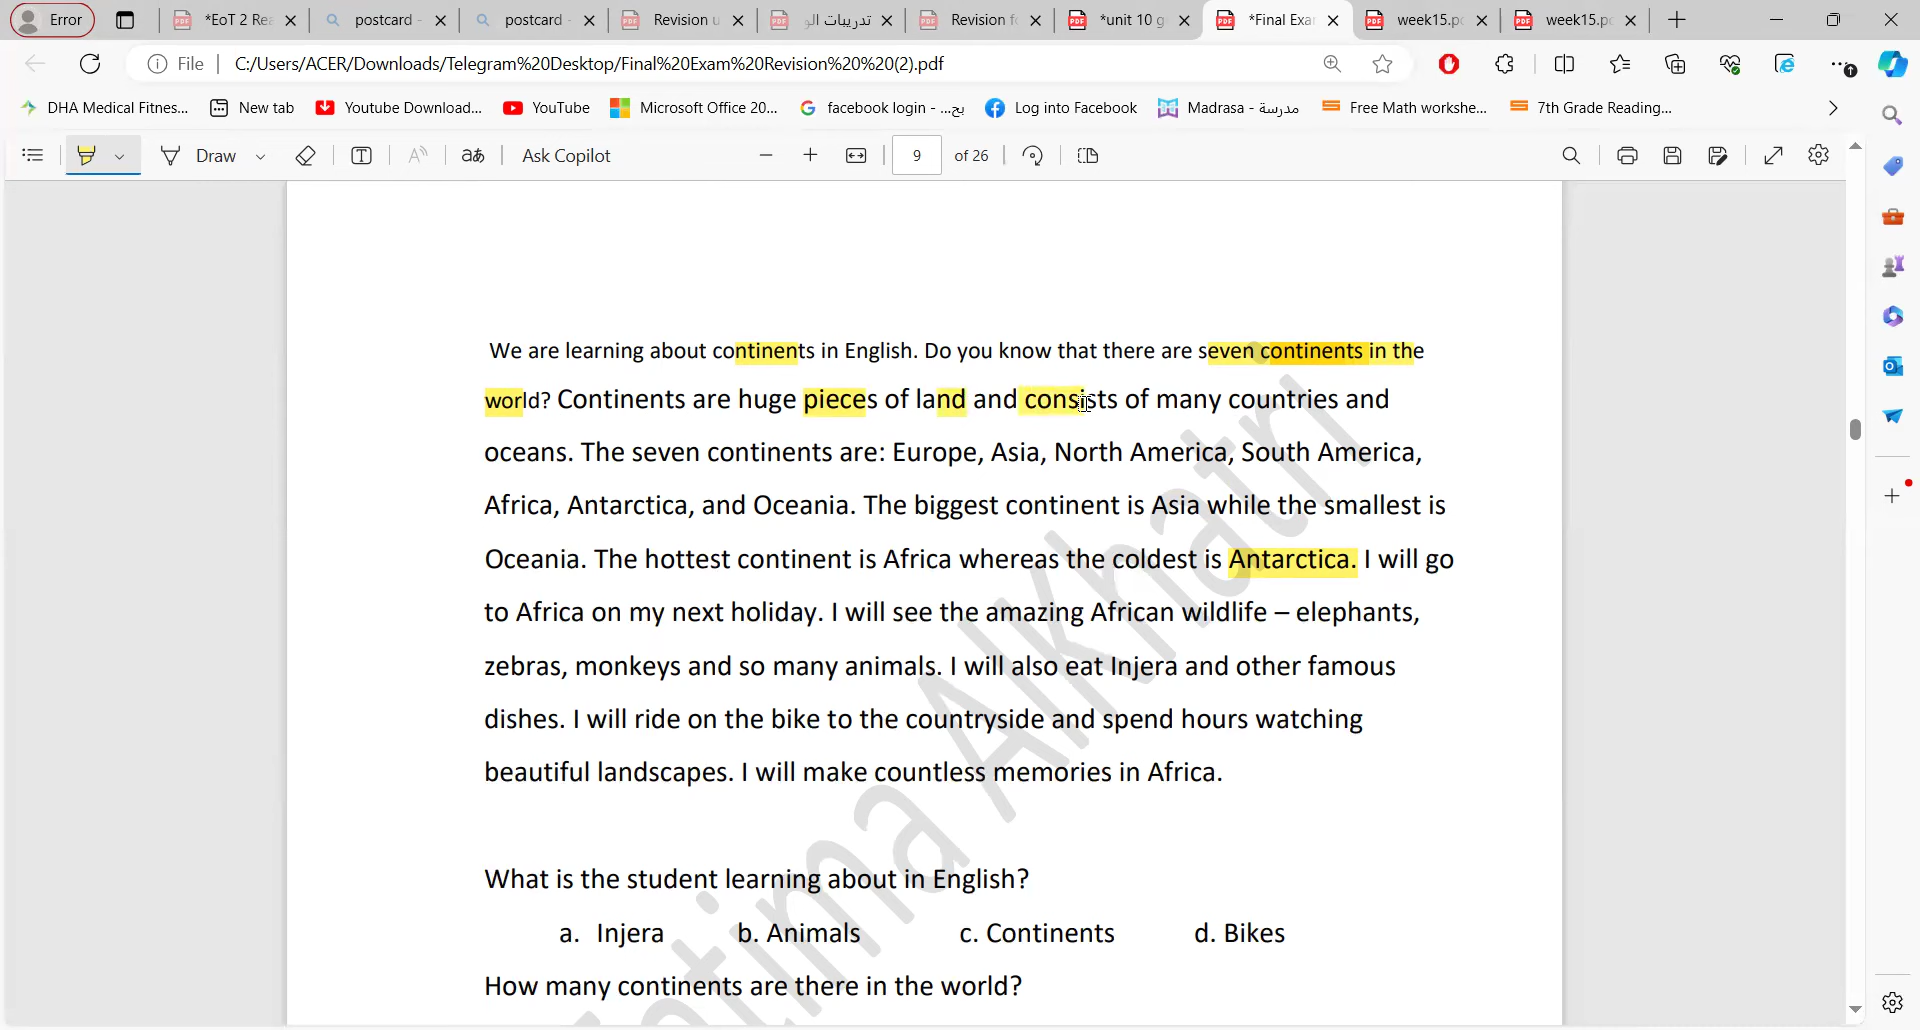 Error
*EoT 2 Rea
postcard -
postcard -
Revision u
تدريبات الو
Revision fo
*unit 10 g
*Final Exa
week15.pc
week15.pc
File
C:/Users/ACER/Downloads/Telegram%20Desktop/Final%20Exam%20Revision%20%20(2).pdf
DHA Medical Fitnes...
New tab
Youtube Download...
YouTube
Microsoft Office 20...
facebook login - ...بح
Log into Facebook
Madrasa - مدرسة
Free Math workshe...
7th Grade Reading...
Draw
Ask Copilot
9
of 26
We are learning about continents in English. Do you know that there are seven continents in the
world? Continents are huge pieces of land and consists of many countries and
oceans. The seven continents are: Europe, Asia, North America, South America,
Africa, Antarctica, and Oceania. The biggest continent is Asia while the smallest is
Oceania. The hottest continent is Africa whereas the coldest is Antarctica. I will go
to Africa on my next holiday. I will see the amazing African wildlife – elephants,
zebras, monkeys and so many animals. I will also eat Injera and other famous
dishes. I will ride on the bike to the countryside and spend hours watching
beautiful landscapes. I will make countless memories in Africa.
What is the student learning about in English?
a. Injera b. Animals c. Continents d. Bikes
How many continents are there in the world?
Fatima Alkhatri